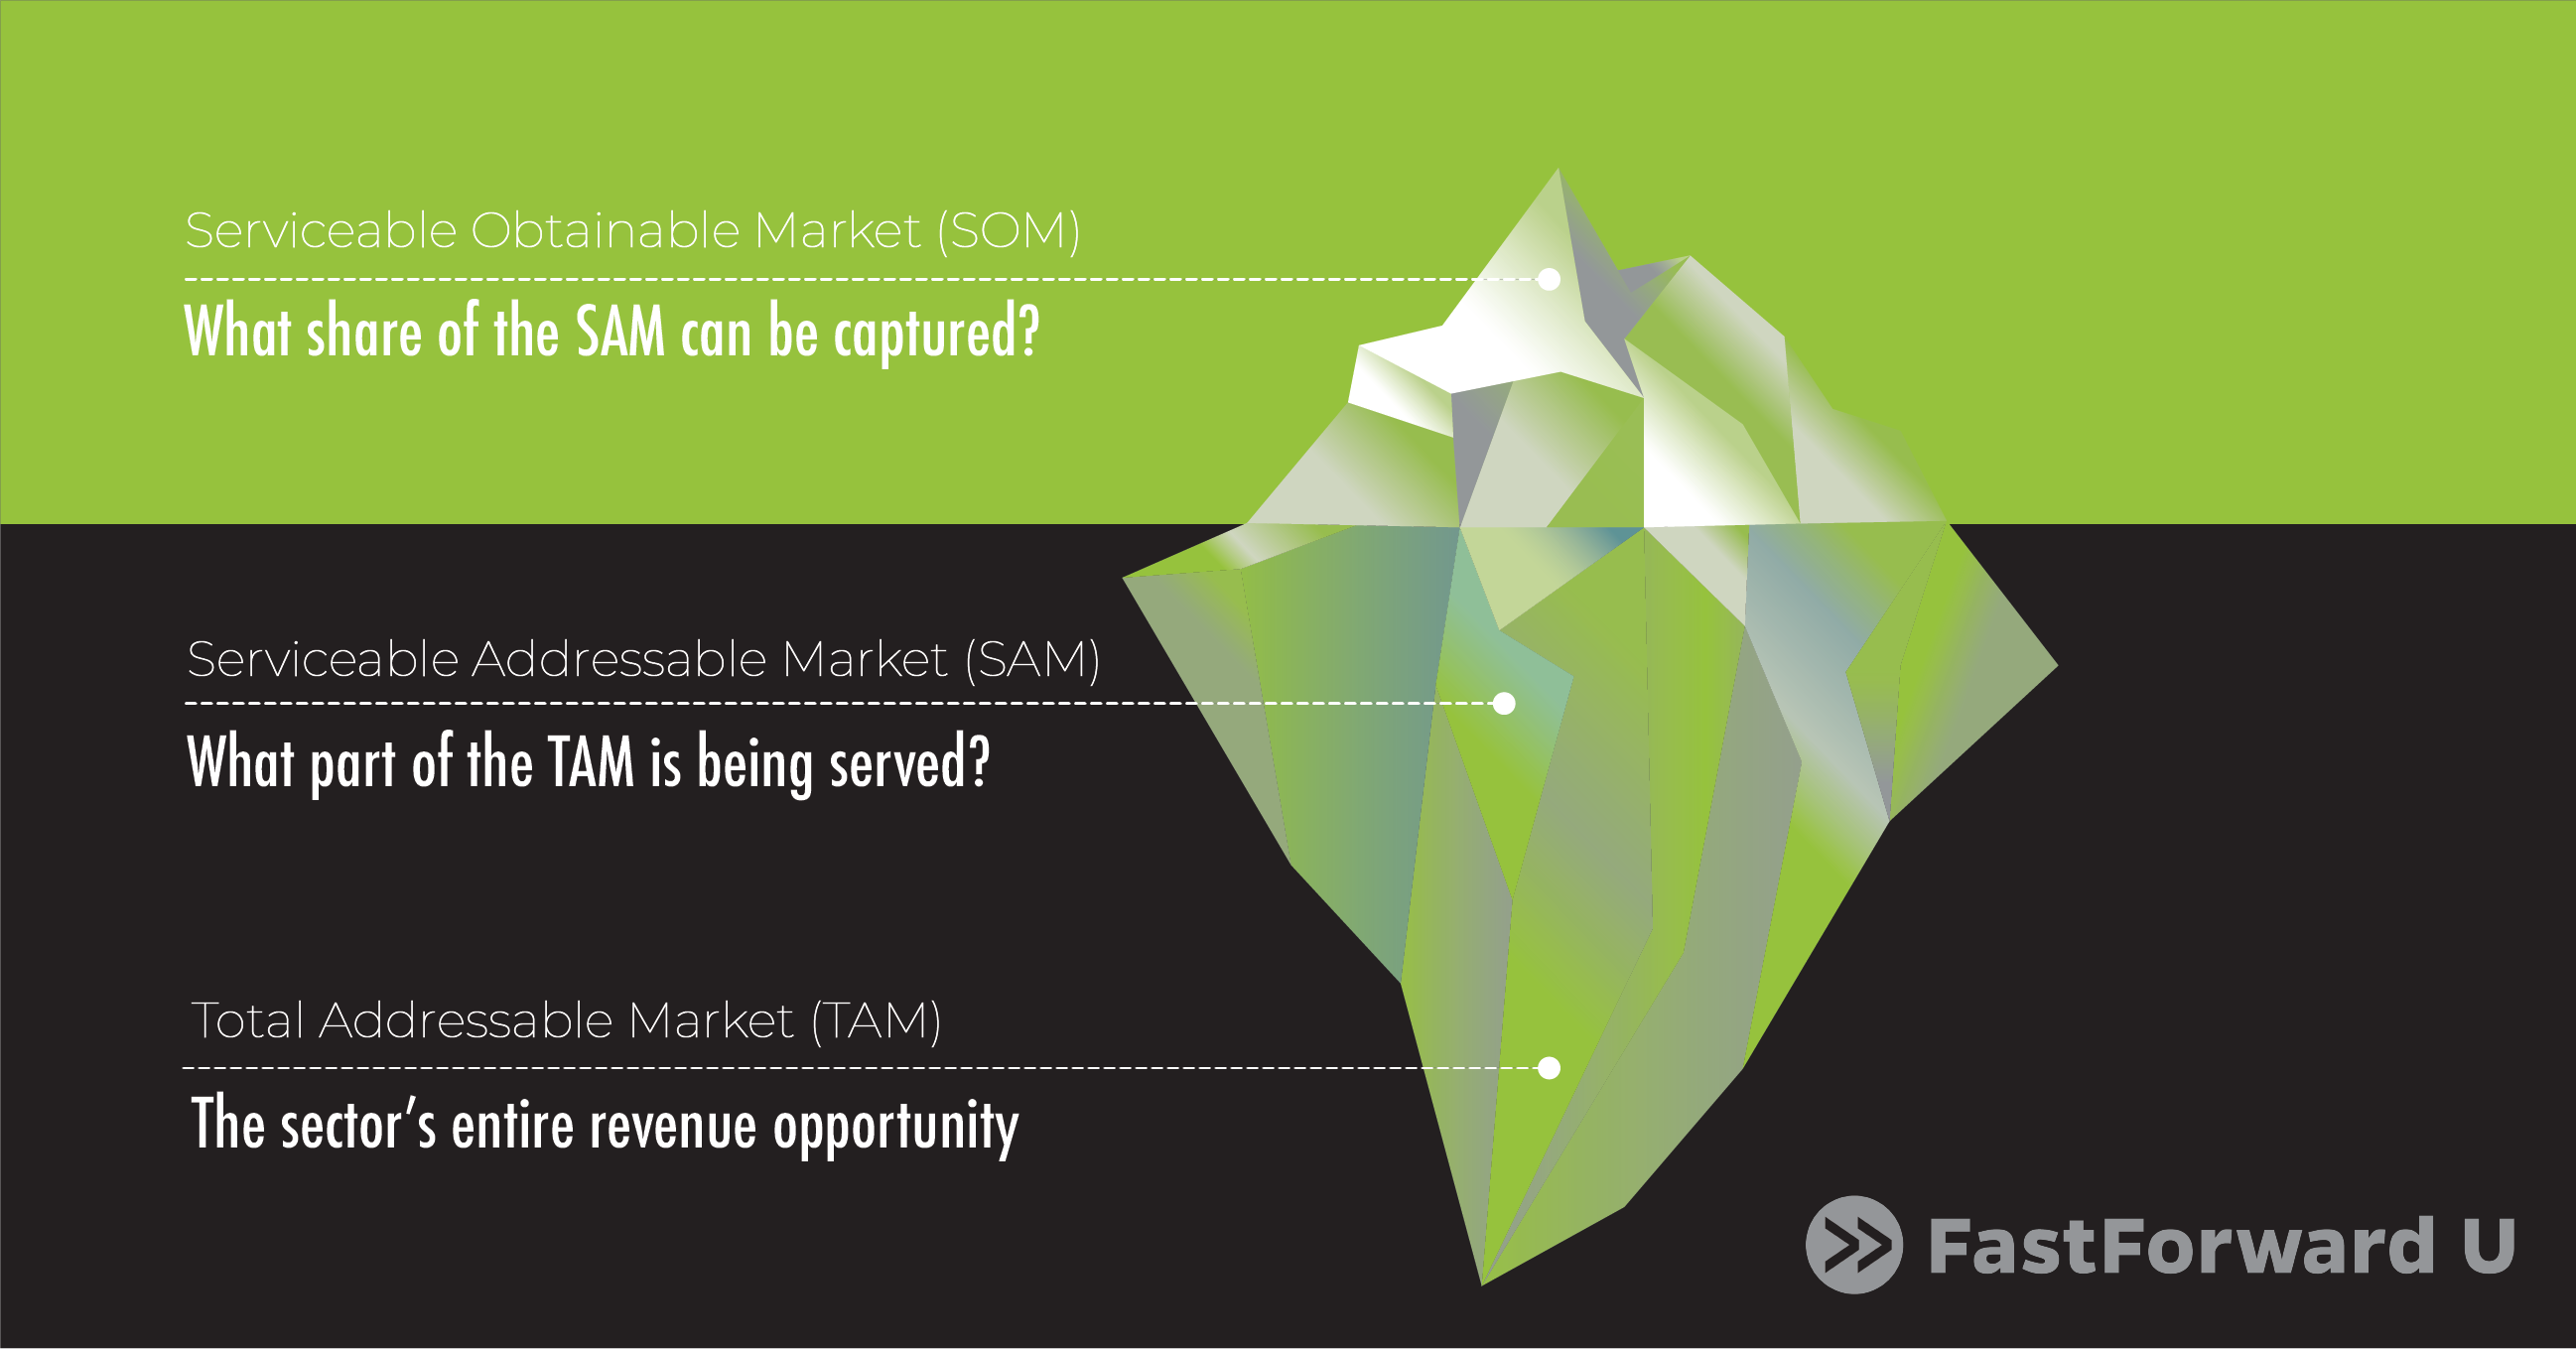 Serviceable Obtainable Market (SOM)
What share of the SAM can be captured?
Serviceable Addressable Market (SAM)
What part of the TAM is being served?
Total Addressable Market (TAM)
The sector’s entire revenue opportunity
FastForward U